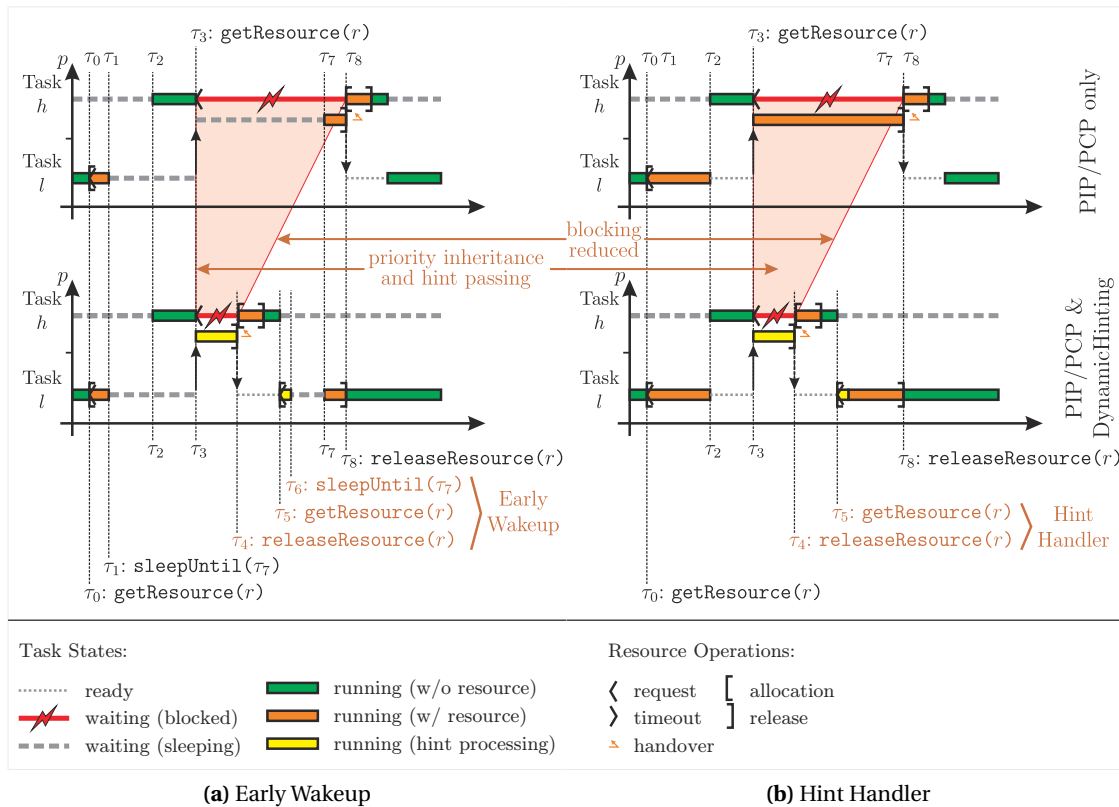 τ3: getResource(r)
τ3: getResource(r)
p τ0 τ1 τ2 τ7 τ8
p τ0 τ1 τ2 τ7 τ8
Task
h
Task
l
Task
h
Task
l
PIP/PCP only
blocking
reduced
priority inheritance
and hint passing
p
Task
h
Task
l
p
Task
h
Task
l
PIP/PCP &
DynamicHinting
τ2 τ3 τ7
τ8: releaseResource(r)
τ6: sleepUntil(τ7)
τ5: getResource(r)
τ4: releaseResource(r)
Early
Wakeup
τ1: sleepUntil(τ7)
τ0: getResource(r)
τ2 τ3
τ8: releaseResource(r)
τ5: getResource(r)
τ4: releaseResource(r)
Hint
Handler
τ0: getResource(r)
Task States:
ready
waiting (blocked)
waiting (sleeping)
running (w/o resource)
running (w/ resource)
running (hint processing)
Resource Operations:
request
timeout
handover
allocation
release
(a) Early Wakeup
(b) Hint Handler